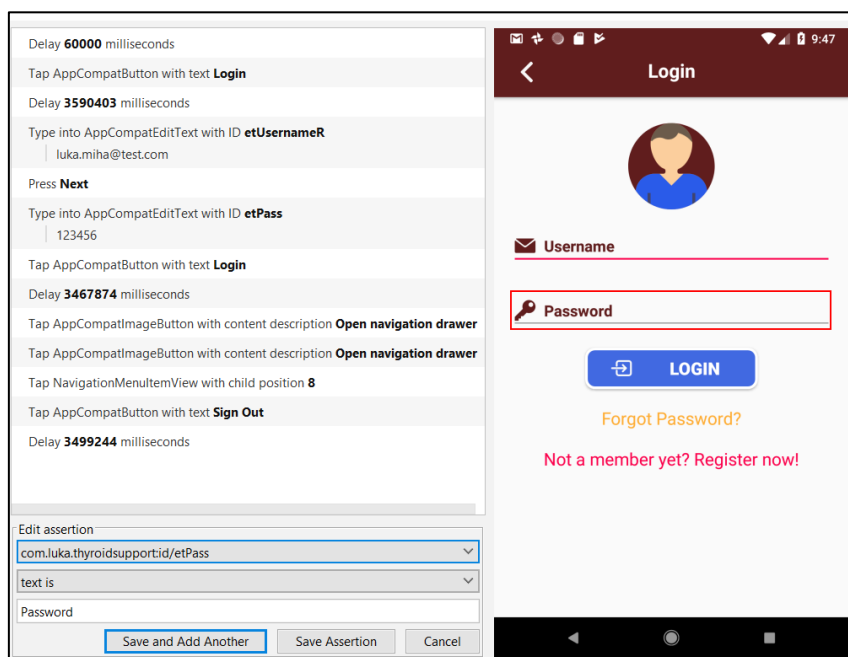 Delay 60000 milliseconds
Tap AppCompatButton with text Login
Delay 3590403 milliseconds
Type into AppCompatEditText with ID etUsernameR
luka.miha@test.com
Press Next
Type into AppCompatEditText with ID etPass
123456
Tap AppCompatButton with text Login
Delay 3467874 milliseconds
Tap AppCompatImageButton with content description Open navigation drawer
Tap AppCompatImageButton with content description Open navigation drawer
Tap NavigationMenuItemView with child position 8
Tap AppCompatButton with text Sign Out
Delay 3499244 milliseconds
Edit assertion
com.luka.thyroidsupport:id/etPass
text is
Password
Save and Add Another
Save Assertion
Cancel
9:47
Login
Username
Password
LOGIN
Forgot Password?
Not a member yet? Register now!